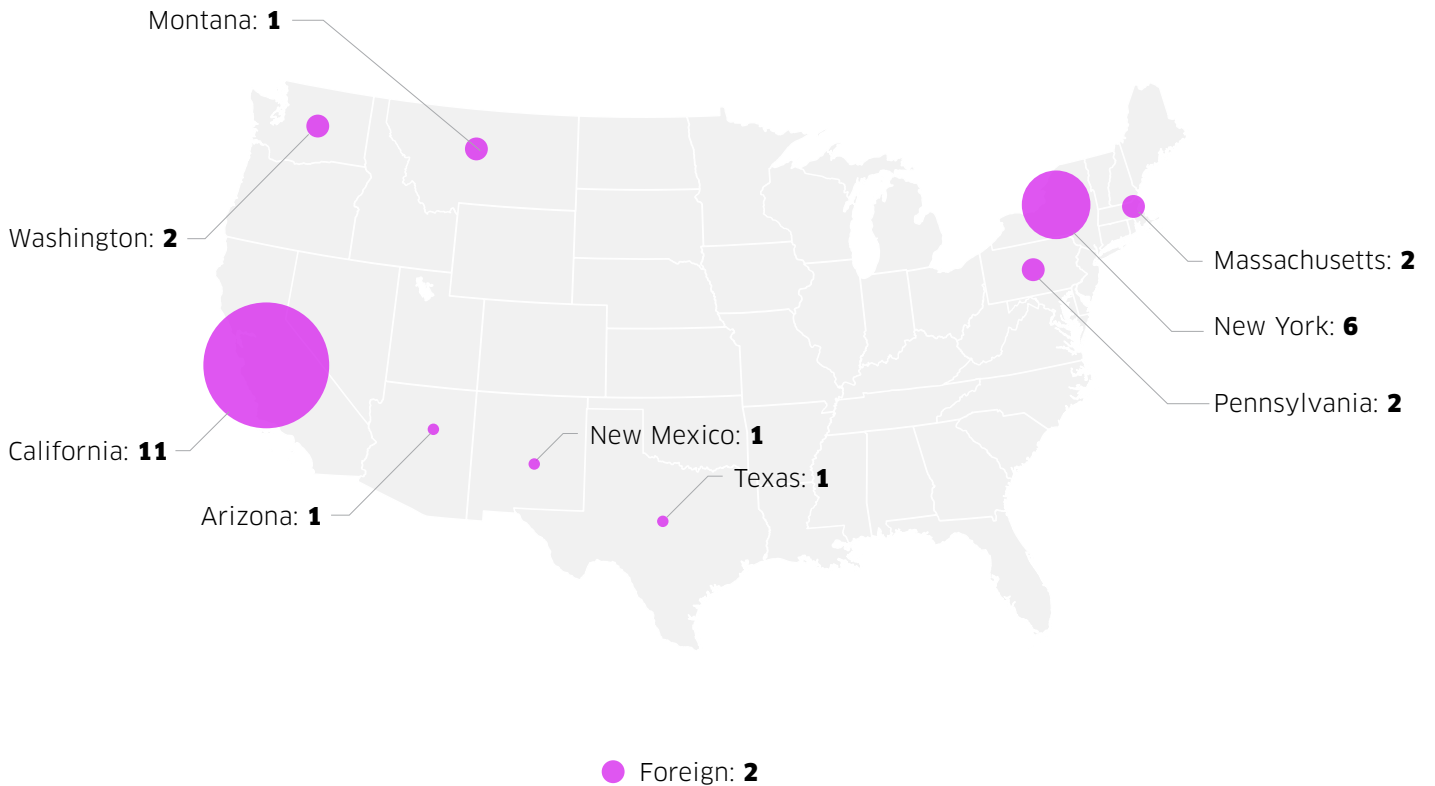 Montana: 1
Washington: 2
Massachusetts: 2
New York: 6
Pennsylvania: 2
New Mexico: 1
California: 11
Texas: 1
Arizona: 1
Foreign: 2